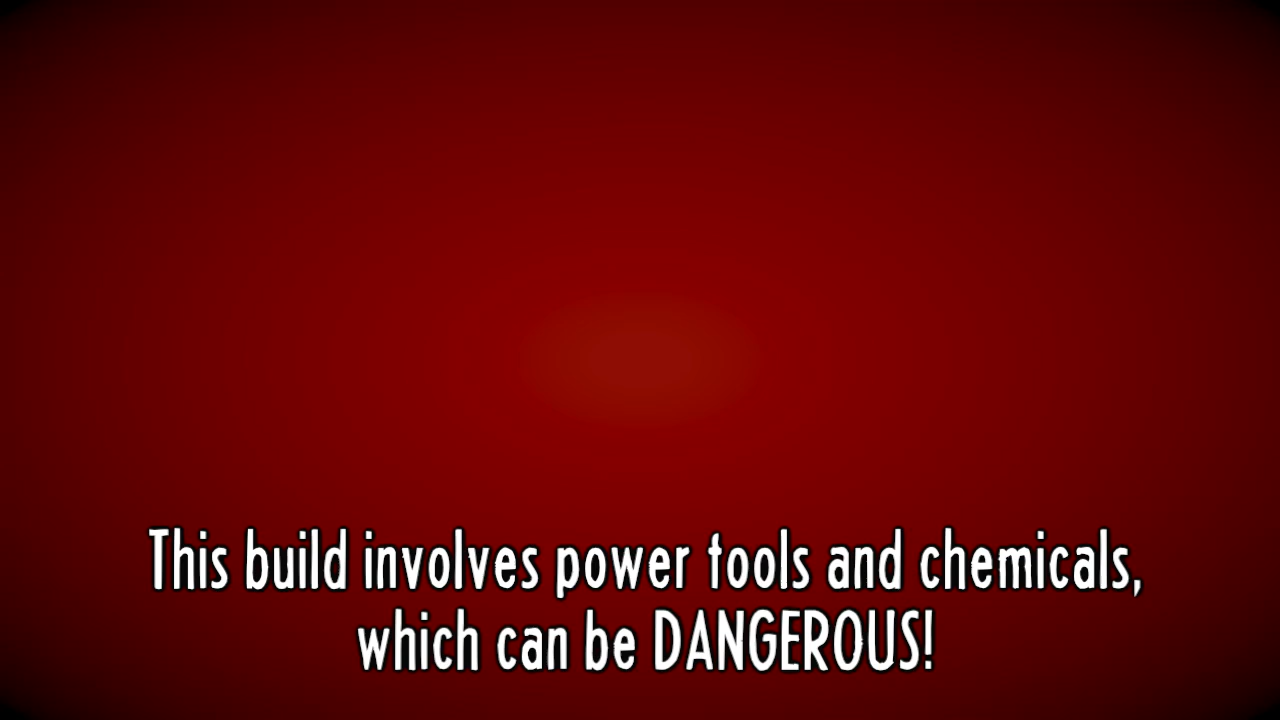 This build involves power tools and chemicals,
which can be DANGEROUS!